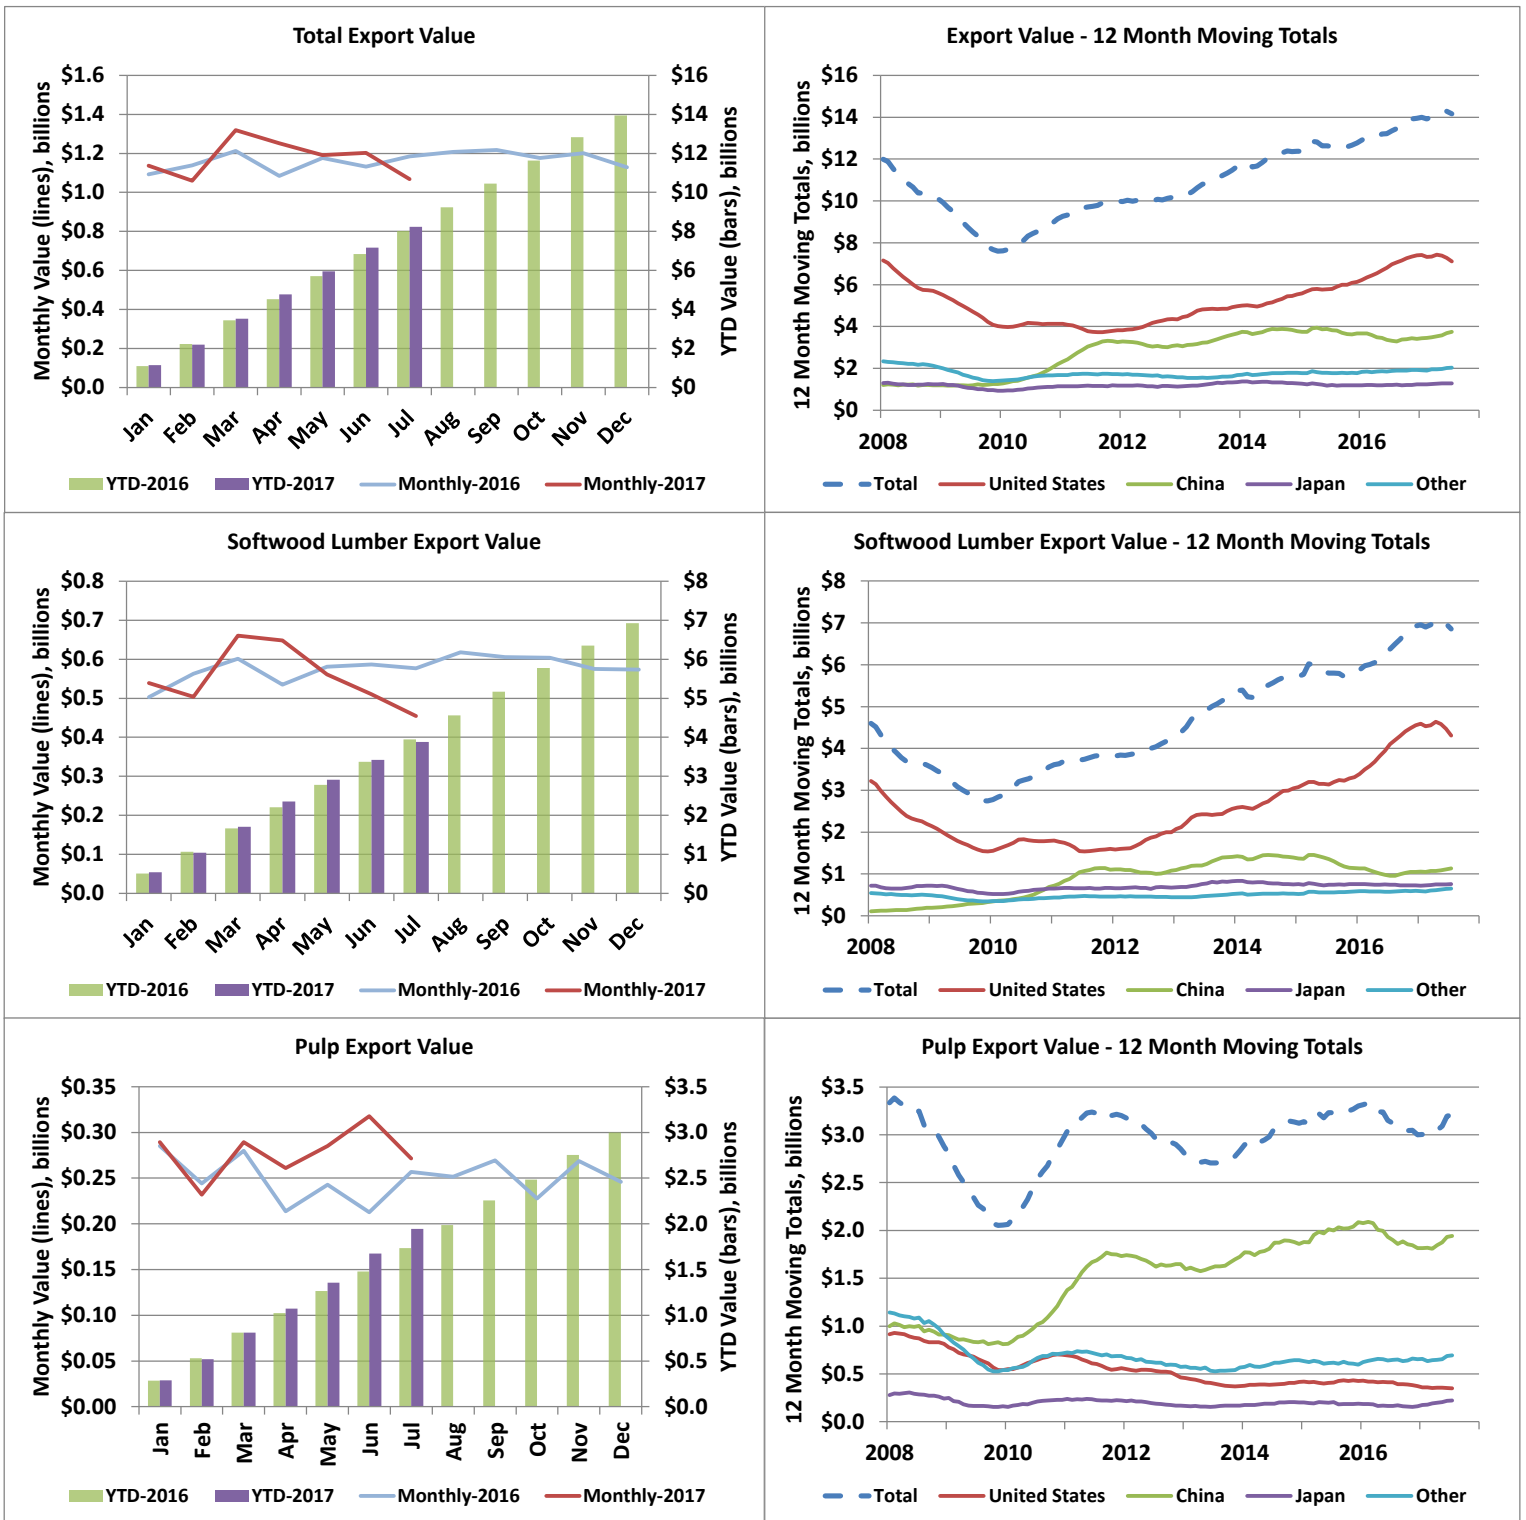 Total Export Value
Monthly Value (lines), billions
$1.6
$1.4
$1.2
$1.0
$0.8
$0.6
$0.4
$0.2
$0.0
$16
$14
$12
$10
$8
$6
$4
$2
$0
YTD Value (bars), billions
Jan Feb Mar Apr May Jun Jul Aug Sep Oct Nov Dec
YTD-2016 YTD-2017 Monthly-2016 Monthly-2017
Export Value - 12 Month Moving Totals
12 Month Moving Totals, billions
$16
$14
$12
$10
$8
$6
$4
$2
$0
2008 2010 2012 2014 2016
Total United States China Japan Other
Softwood Lumber Export Value
Monthly Value (lines), billions
$0.8
$0.7
$0.6
$0.5
$0.4
$0.3
$0.2
$0.1
$0.0
$8
$7
$6
$5
$4
$3
$2
$1
$0
YTD Value (bars), billions
Jan Feb Mar Apr May Jun Jul Aug Sep Oct Nov Dec
YTD-2016 YTD-2017 Monthly-2016 Monthly-2017
Softwood Lumber Export Value - 12 Month Moving Totals
12 Month Moving Totals, billions
$8
$7
$6
$5
$4
$3
$2
$1
$0
2008 2010 2012 2014 2016
Total United States China Japan Other
Pulp Export Value
Monthly Value (lines), billions
$0.35
$0.30
$0.25
$0.20
$0.15
$0.10
$0.05
$0.00
$3.5
$3.0
$2.5
$2.0
$1.5
$1.0
$0.5
$0.0
YTD Value (bars), billions
Jan Feb Mar Apr May Jun Jul Aug Sep Oct Nov Dec
YTD-2016 YTD-2017 Monthly-2016 Monthly-2017
Pulp Export Value - 12 Month Moving Totals
12 Month Moving Totals, billions
$3.5
$3.0
$2.5
$2.0
$1.5
$1.0
$0.5
$0.0
2008 2010 2012 2014 2016
Total United States China Japan Other